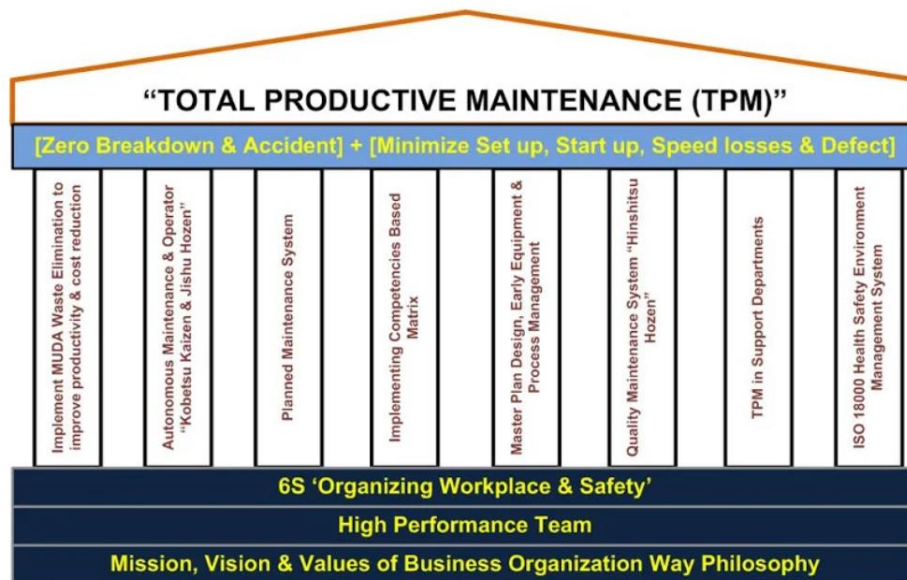 “TOTAL PRODUCTIVE MAINTENANCE (TPM)”
[Zero Breakdown & Accident] + [Minimize Set up, Start up, Speed losses & Defect]
Implement MUDA Waste Elimination to
improve productivity & cost reduction
Autonomous Maintenance & Operator
“Kobetsu Kaizen & Jishu Hozen”
Planned Maintenance System
Implementing Competencies Based
Matrix
Master Plan Design, Early Equipment &
Process Management
Quality Maintenance System “Hinshitsu
Hozen”
TPM in Support Departments
ISO 18000 Health Safety Environment
Management System
6S ‘Organizing Workplace & Safety’
High Performance Team
Mission, Vision & Values of Business Organization Way Philosophy